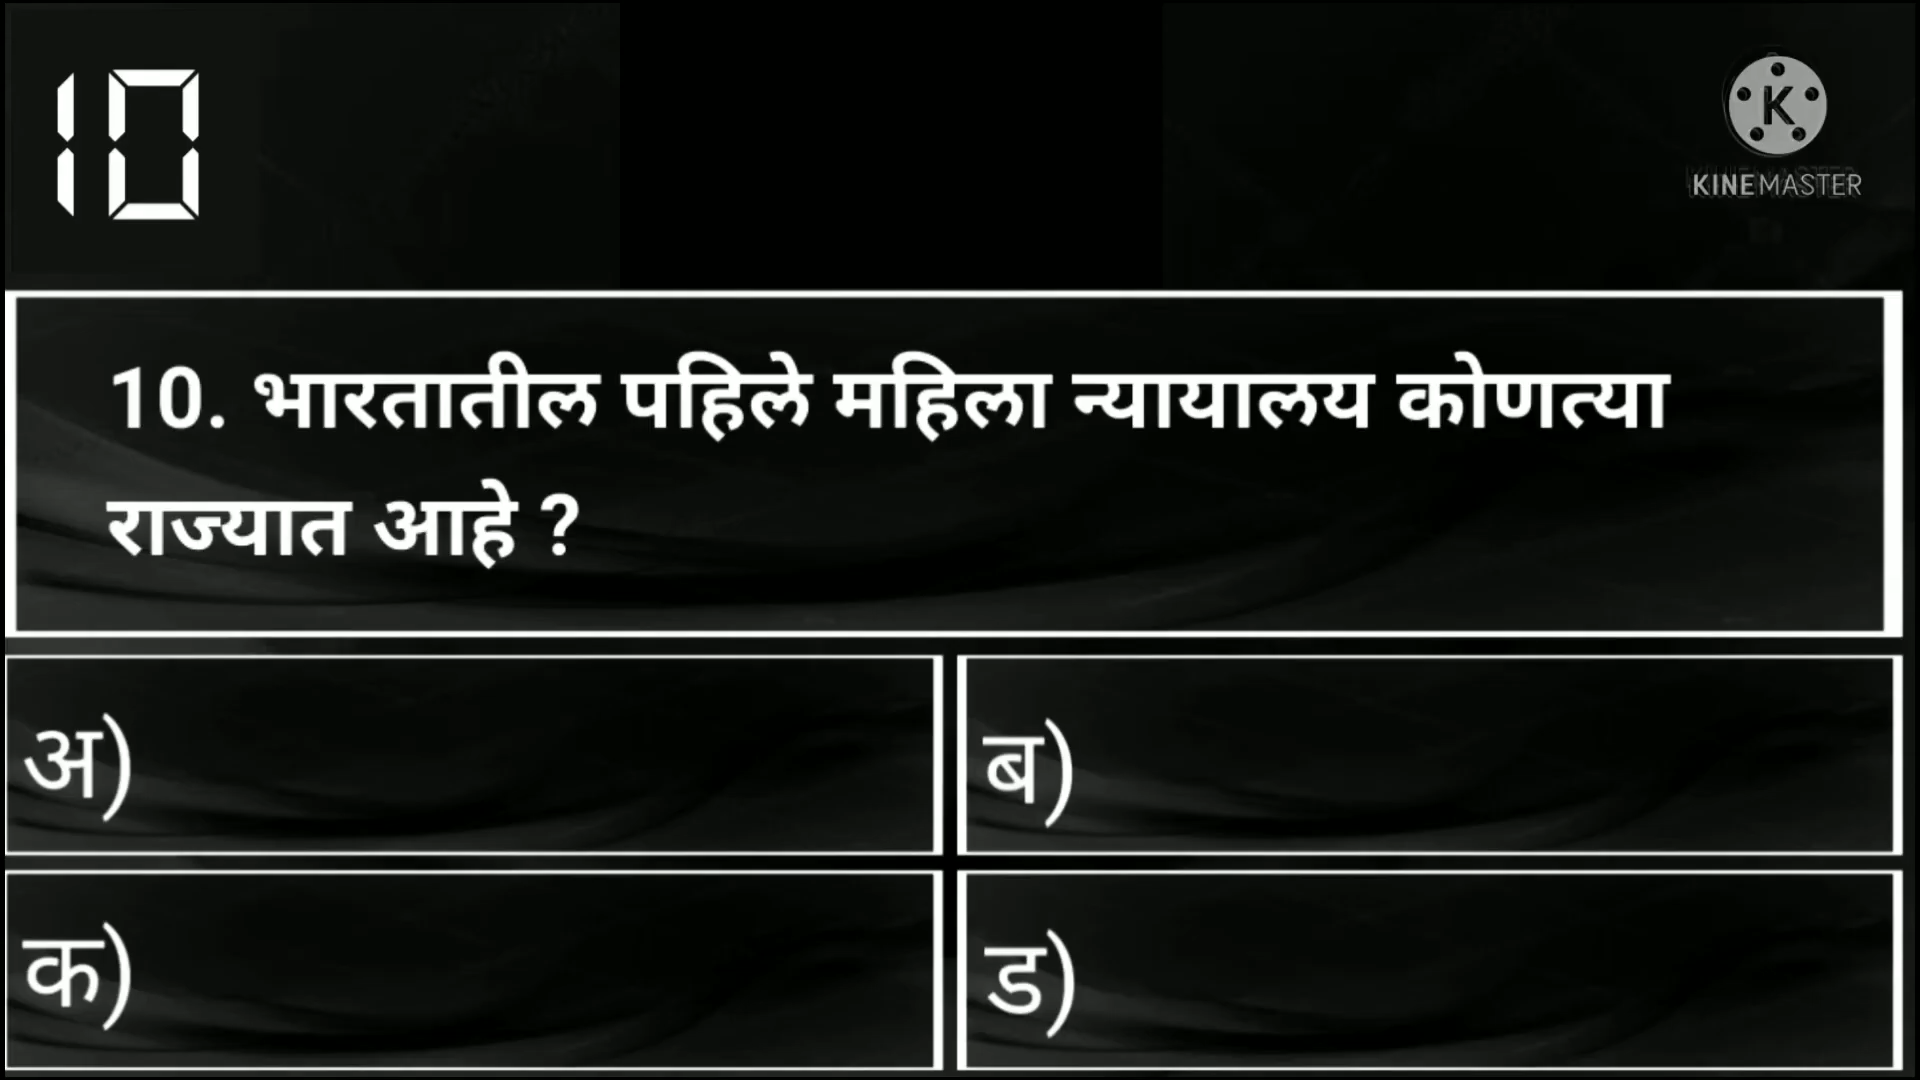 10
KINEMASTER
10. भारतातील पहिले महिला न्यायालय कोणत्या
राज्यात आहे ?
अ)
ब)
क)
ड)